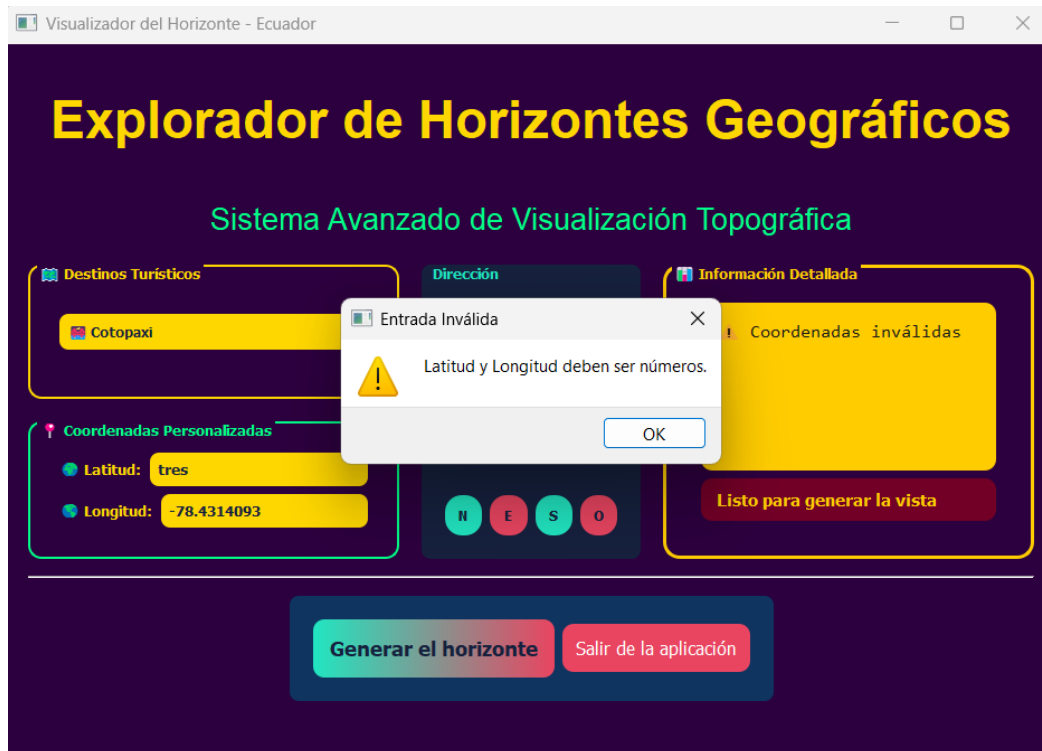 Visualizador del Horizonte - Ecuador
Explorador de Horizontes Geográficos
Sistema Avanzado de Visualización Topográfica
Destinos Turísticos
Cotopaxi
Coordenadas Personalizadas
Latitud: tres
Longitud: -78.4314093
Dirección
N E S O
Entrada Inválida
Latitud y Longitud deben ser números.
OK
Información Detallada
Coordenadas inválidas
Listo para generar la vista
Generar el horizonte
Salir de la aplicación